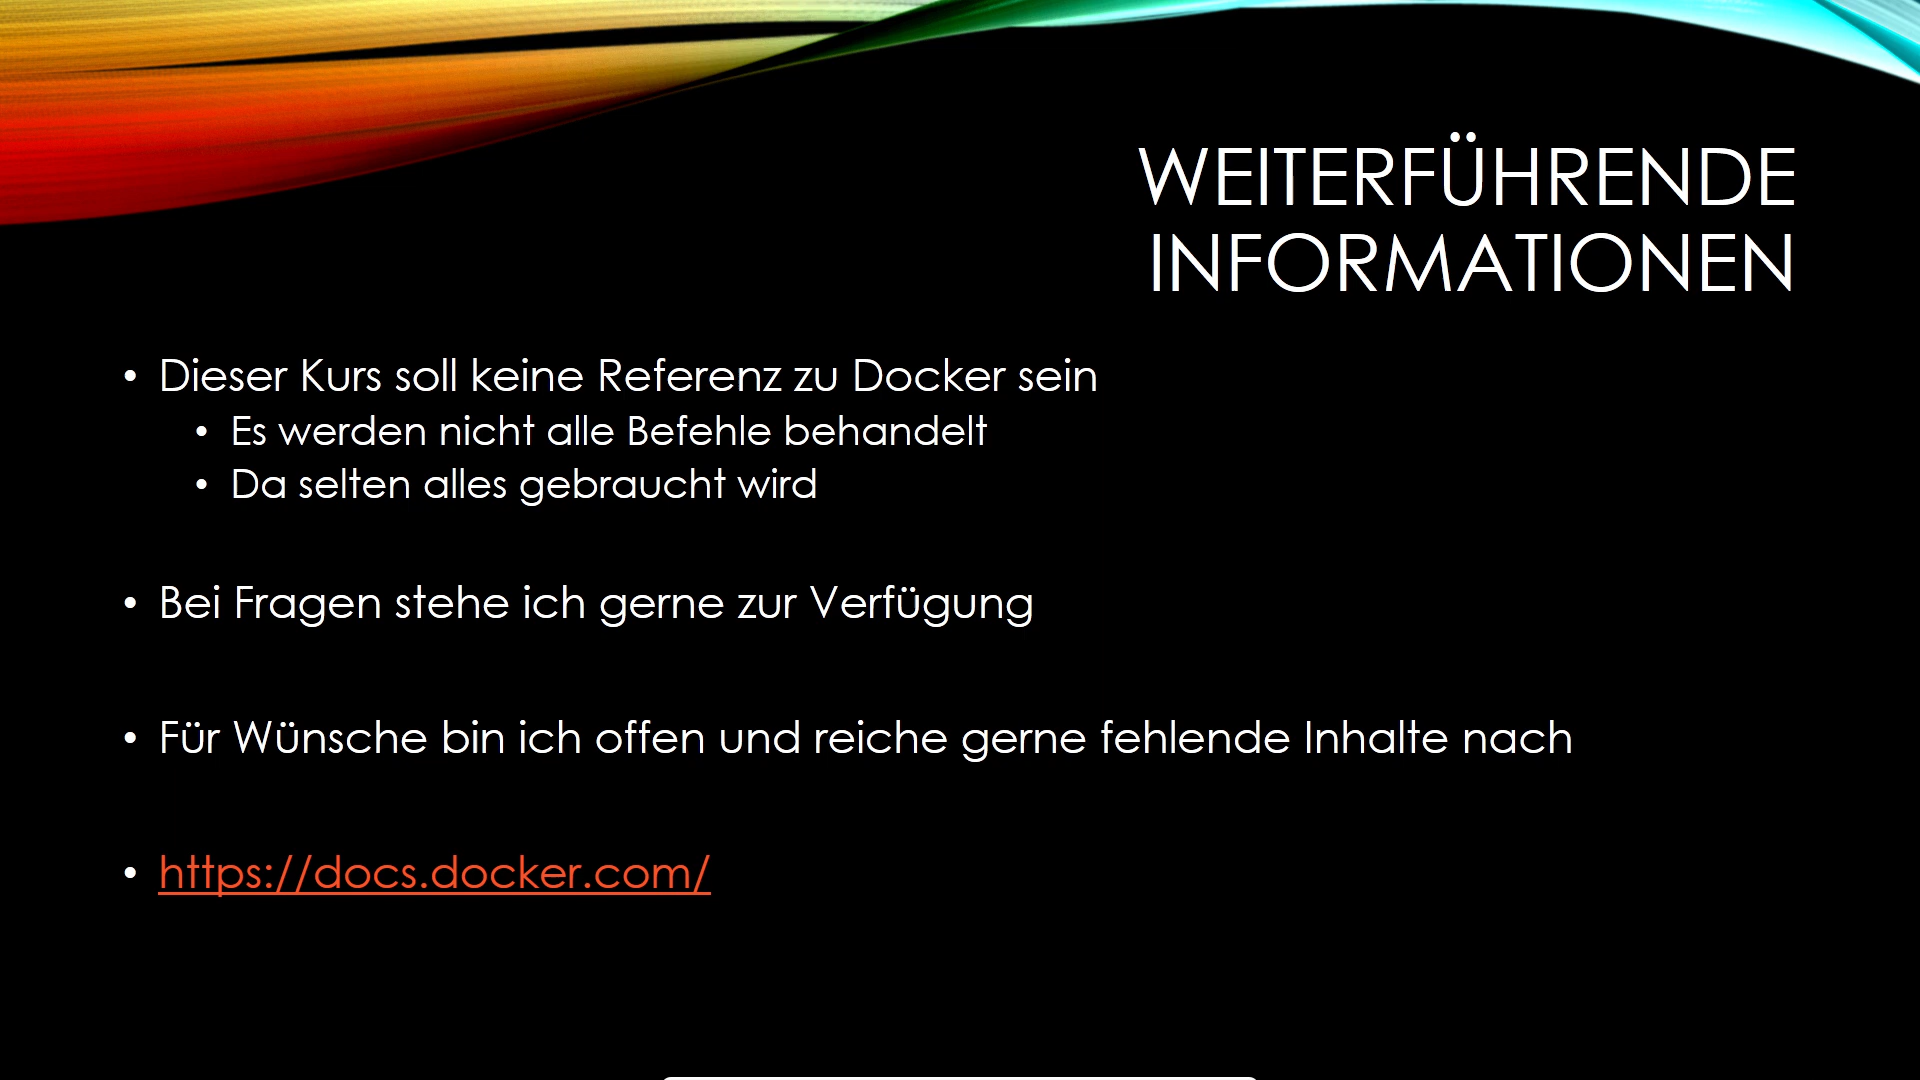 WEITERFÜHRENDE
INFORMATIONEN
• Dieser Kurs soll keine Referenz zu Docker sein
• Es werden nicht alle Befehle behandelt
• Da selten alles gebraucht wird
• Bei Fragen stehe ich gerne zur Verfügung
• Für Wünsche bin ich offen und reiche gerne fehlende Inhalte nach
• https://docs.docker.com/